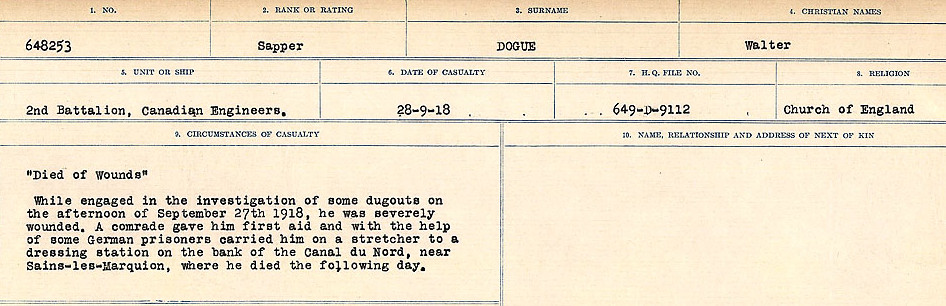 1. NO. 2. RANK OR RATING 3. SURNAME 4. CHRISTIAN NAMES
648253 Sapper DOGUE Walter
5. UNIT OR SHIP 6. DATE OF CASUALTY 7. H. Q. FILE NO. 8. RELIGION
2nd Battalion, Canadian Engineers. 28-9-18 649-D-9112 Church of England
9. CIRCUMSTANCES OF CASUALTY 10. NAME, RELATIONSHIP AND ADDRESS OF NEXT OF KIN
"Died of Wounds"
While engaged in the investigation of some dugouts on
the afternoon of September 27th 1918, he was severely
wounded. A comrade gave him first aid and with the help
of some German prisoners carried him on a stretcher to a
dressing station on the bank of the Canal du Nord, near
Sains-les-Marquion, where he died the following day.